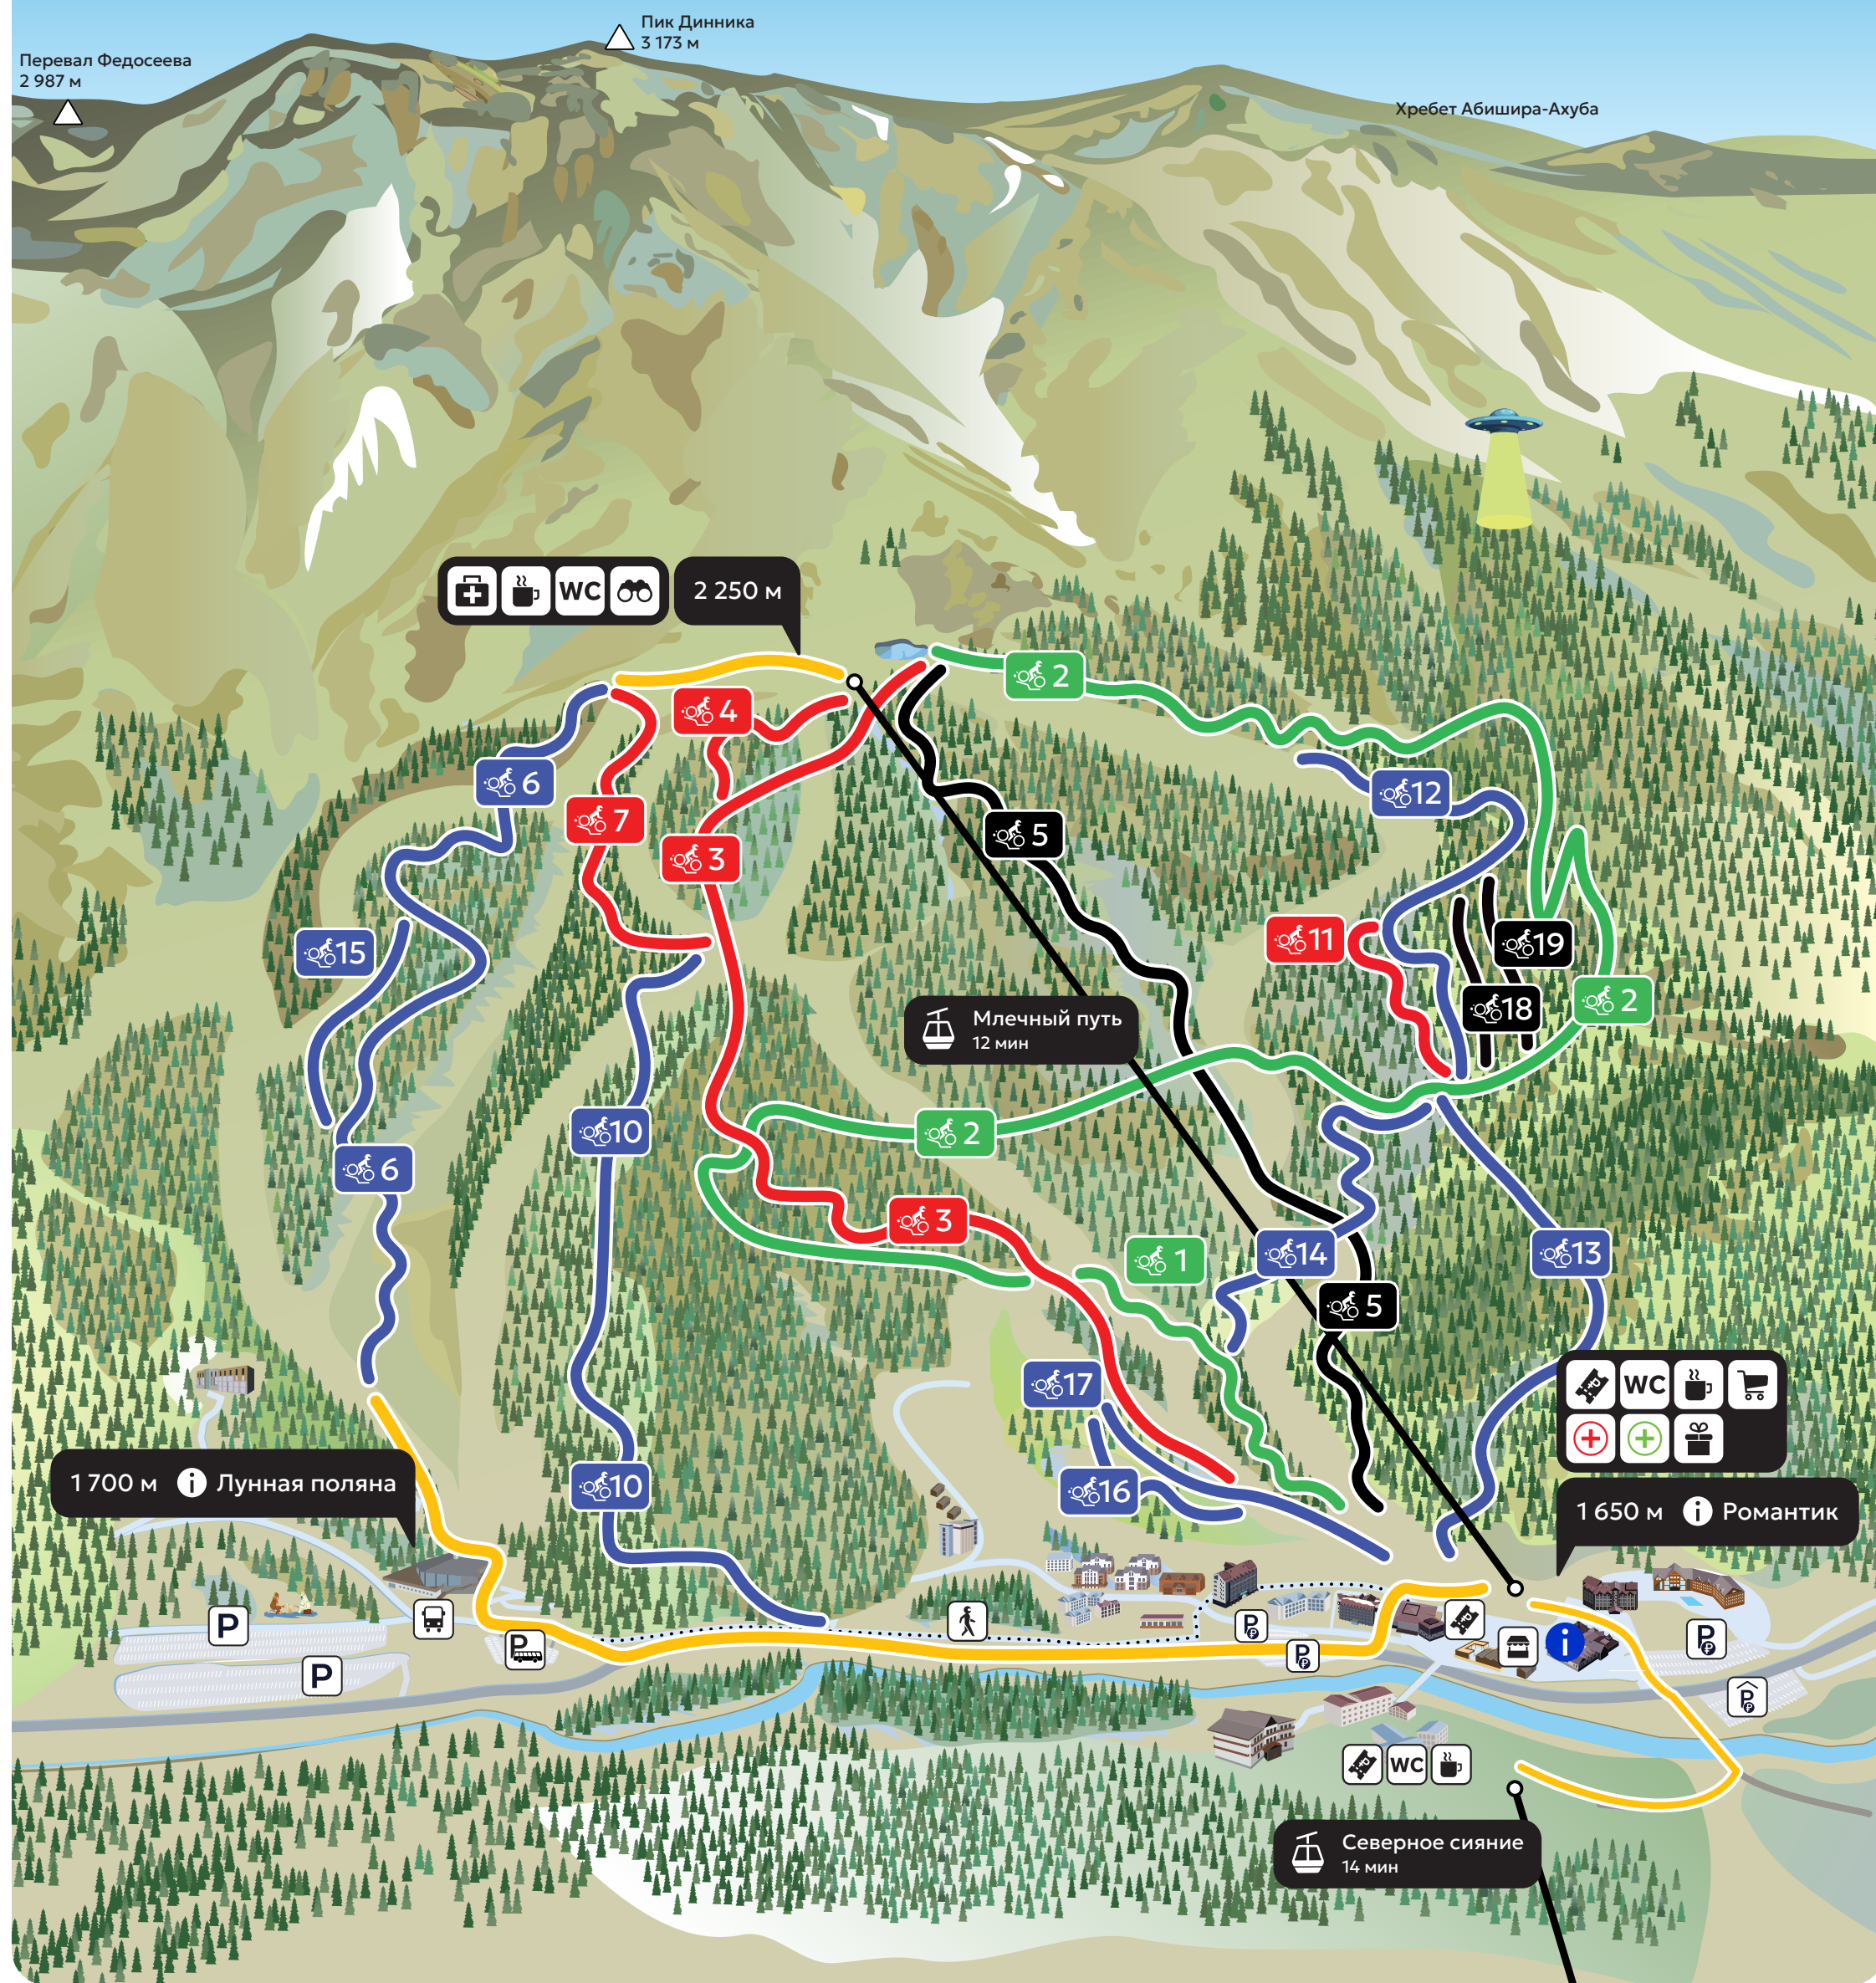 Пик Динника
3 173 м
Перевал Федосеева
2 987 м
Хребет Абишира-Ахуба
WC
2 250 м
2
4
6
12
7
5
3
11
19
15
2
18
Млечный путь
12 мин
10
2
6
3
1
14
13
5
17
WC
10
16
1 700 м i Лунная поляна
1 650 м i Романтик
P
P
P
P
P
i
P
P
WC
Северное сияние
14 мин